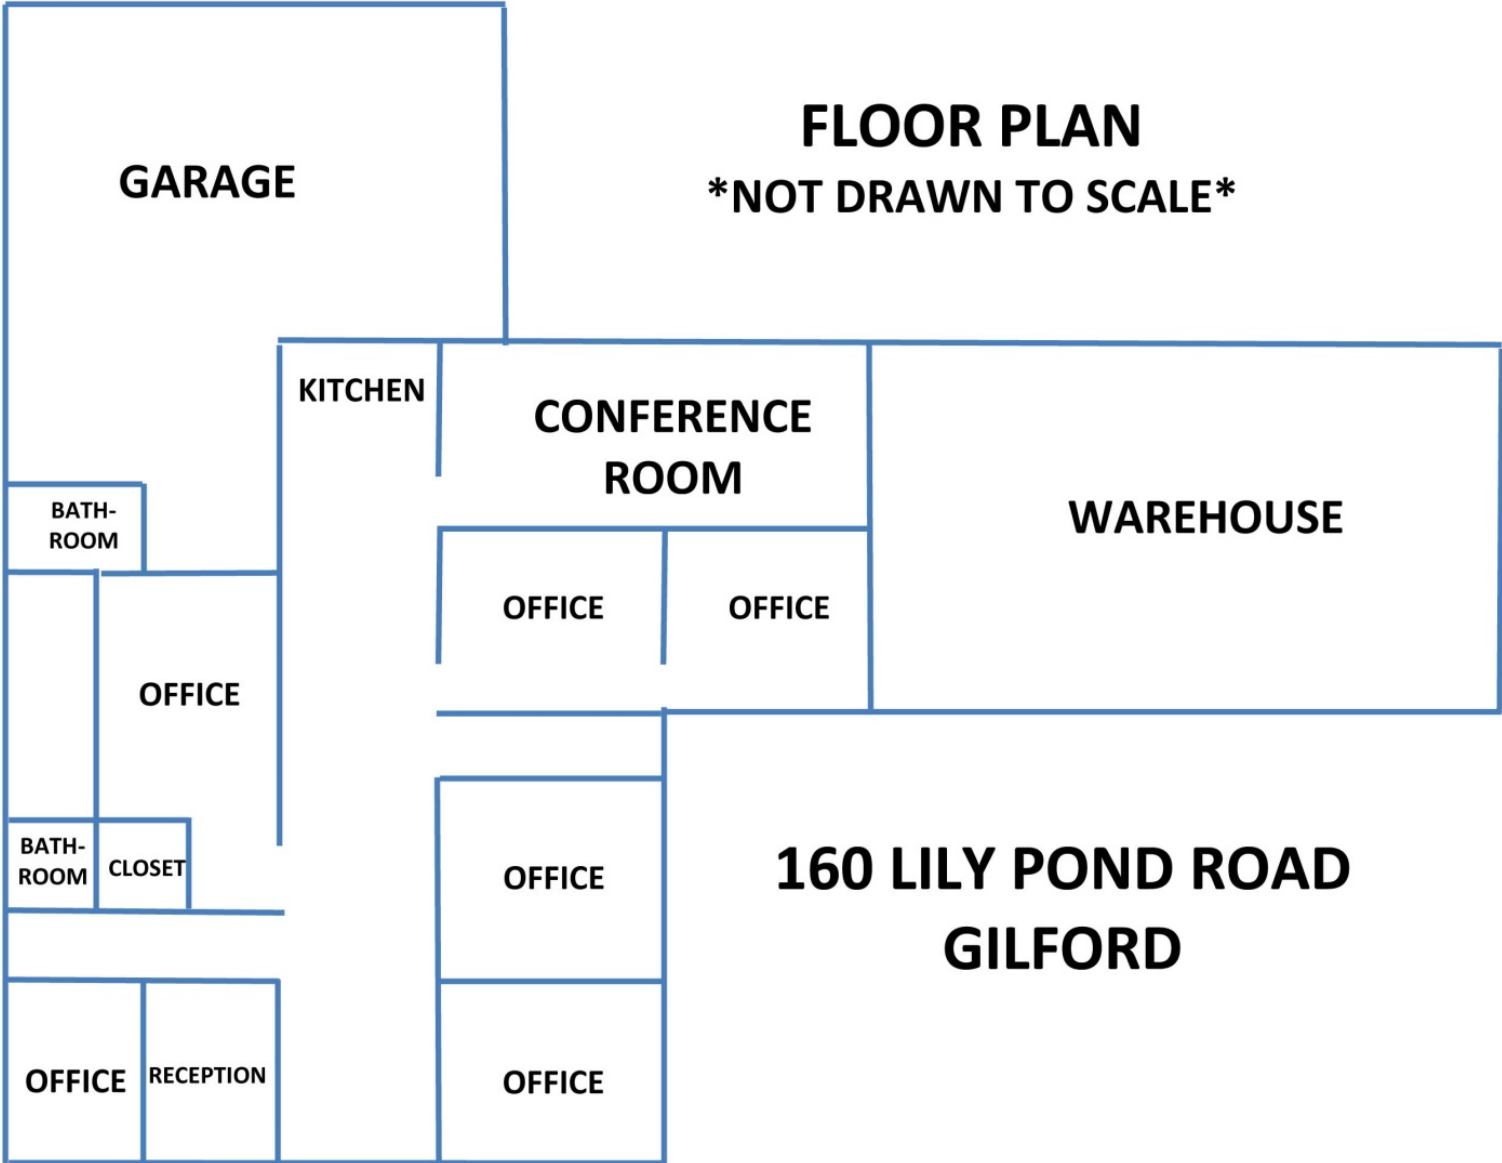 FLOOR PLAN
*NOT DRAWN TO SCALE*
GARAGE
KITCHEN
CONFERENCE
ROOM
WAREHOUSE
BATH-
ROOM
OFFICE
OFFICE
OFFICE
BATH-
ROOM
CLOSET
OFFICE
160 LILY POND ROAD
GILFORD
OFFICE
RECEPTION
OFFICE